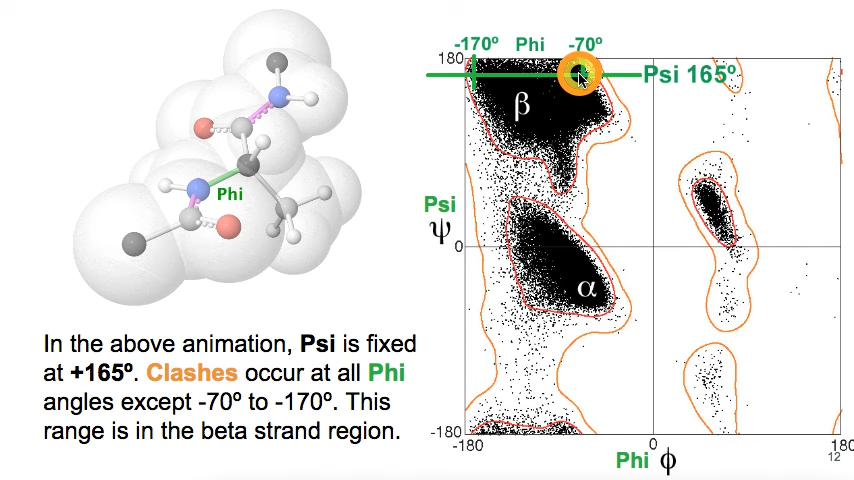 Phi
In the above animation, Psi is fixed
at +165º. Clashes occur at all Phi
angles except -70º to -170º. This
range is in the beta strand region.
-170º Phi -70º
180
Psi 165º
β
Psi
ψ
0
α
-180
-180 0 180
Phi ϕ
12